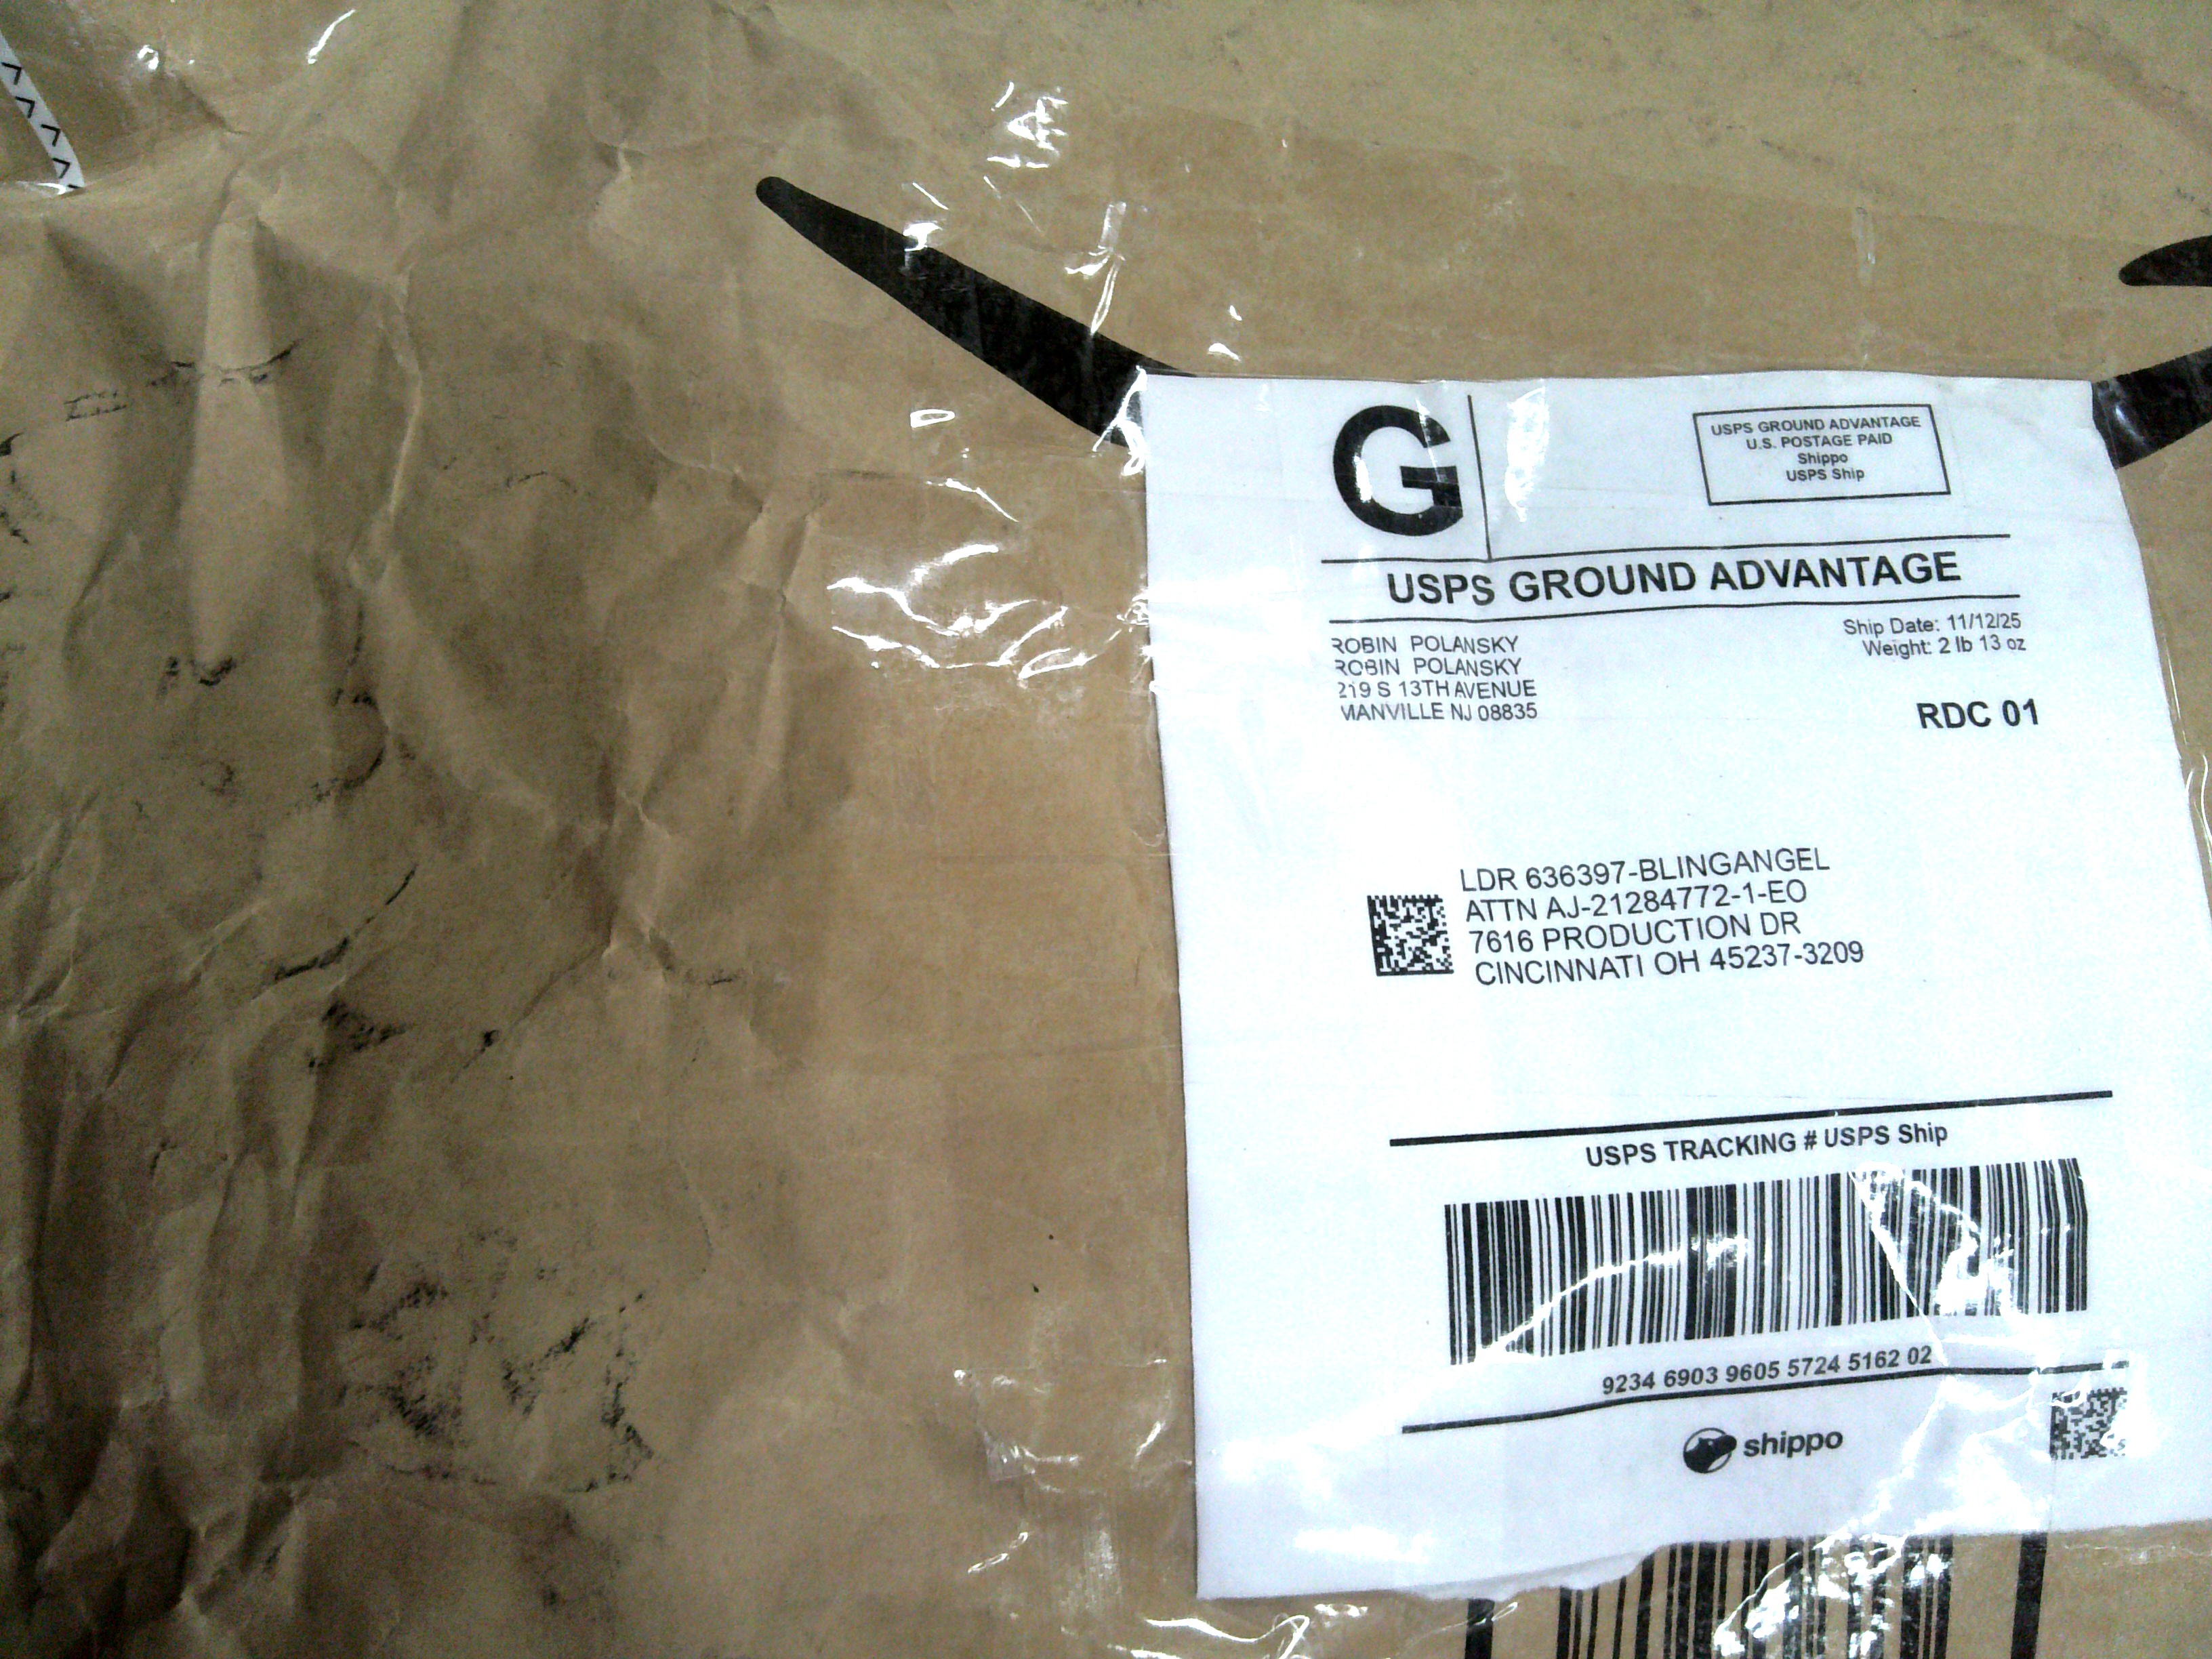 G
USPS GROUND ADVANTAGE
U.S. POSTAGE PAID
Shippo
USPS Ship
USPS GROUND ADVANTAGE
ROBIN POLANSKY
ROBIN POLANSKY
219 S 13TH AVENUE
MANVILLE NJ 08835
Ship Date: 11/12/25
Weight: 2 lb 13 oz
RDC 01
LDR 636397-BLINGANGEL
ATTN AJ-21284772-1-EO
7616 PRODUCTION DR
CINCINNATI OH 45237-3209
USPS TRACKING # USPS Ship
9234 6903 9605 5724 5162 02
shippo